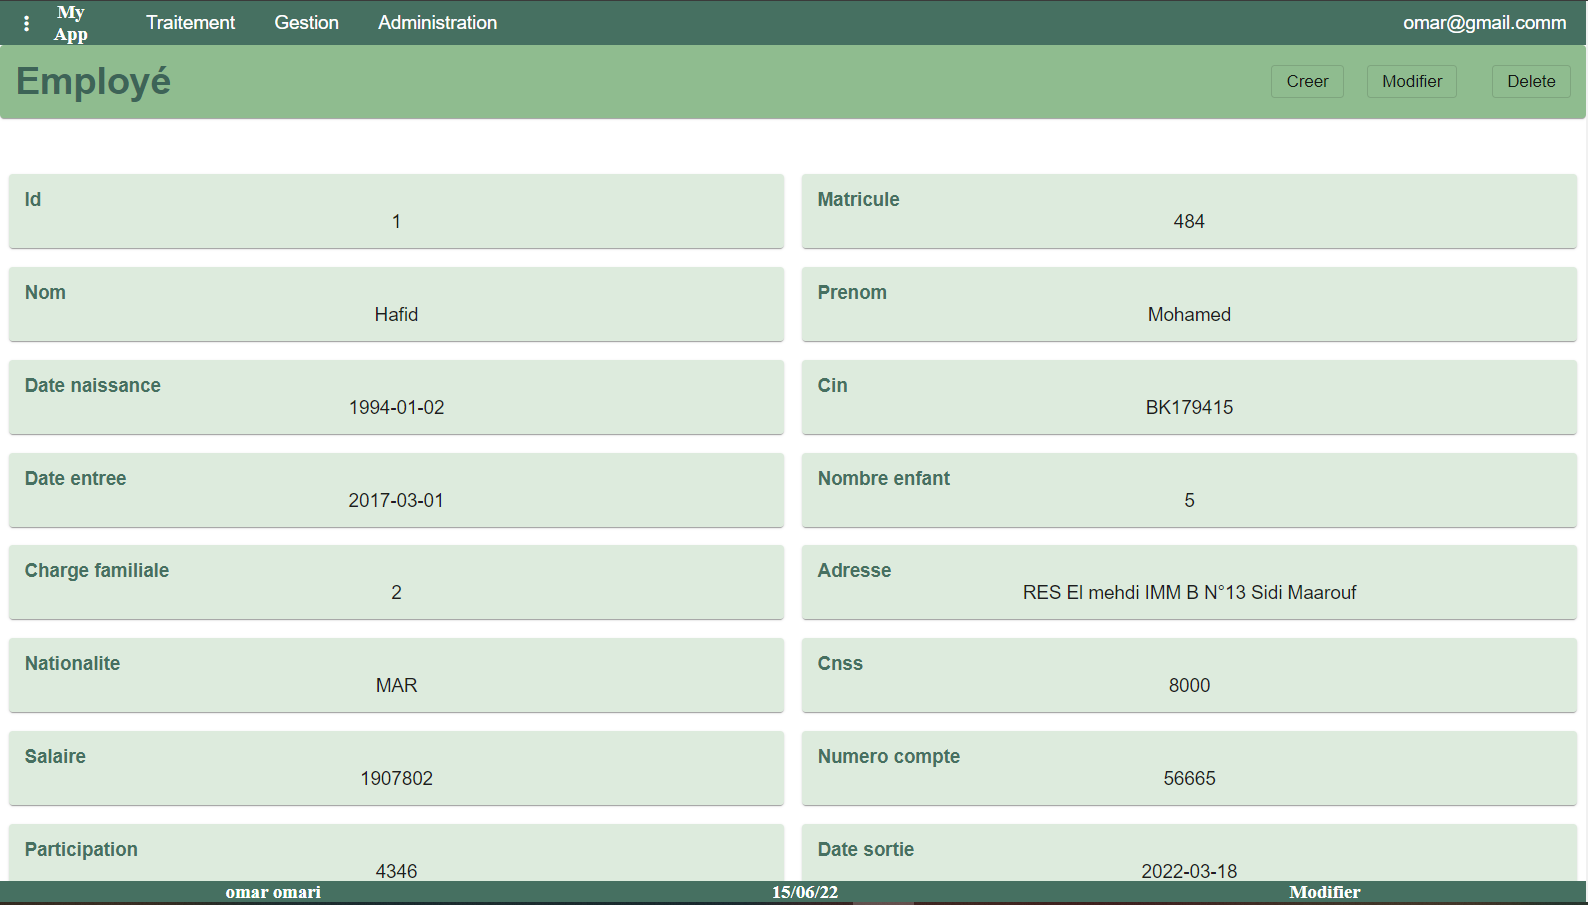 My
App
Traitement Gestion Administration omar@gmail.comm
Employé Creer Modifier Delete
Id
1
Matricule
484
Nom
Hafid
Prenom
Mohamed
Date naissance
1994-01-02
Cin
BK179415
Date entree
2017-03-01
Nombre enfant
5
Charge familiale
2
Adresse
RES El mehdi IMM B N°13 Sidi Maarouf
Nationalite
MAR
Cnss
8000
Salaire
1907802
Numero compte
56665
Participation
4346
Date sortie
2022-03-18
omar omari 15/06/22 Modifier